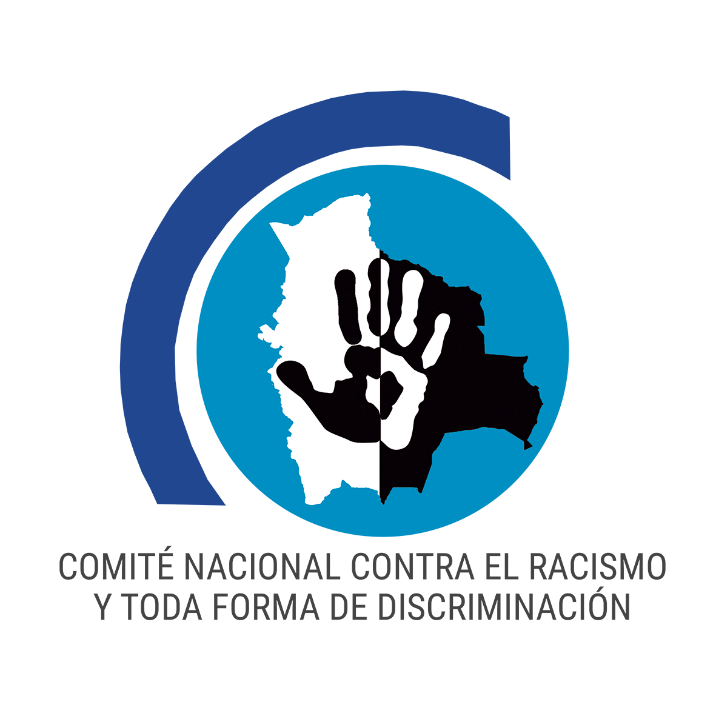 COMITÉ NACIONAL CONTRA EL RACISMO
Y TODA FORMA DE DISCRIMINACIÓN